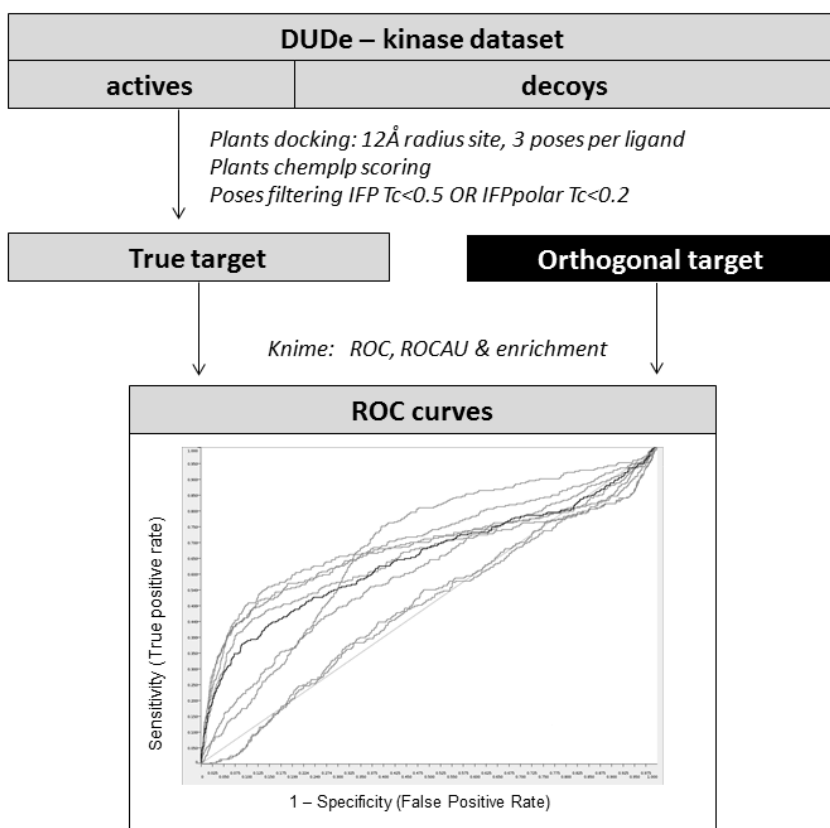 DUDe – kinase dataset
actives decoys
Plants docking: 12Å radius site, 3 poses per ligand
Plants chemplp scoring
Poses filtering IFP Tc<0.5 OR IFPpolar Tc<0.2
True target Orthogonal target
Knime: ROC, ROCAU & enrichment
ROC curves
Sensitivity (True positive rate)
1 – Specificity (False Positive Rate)